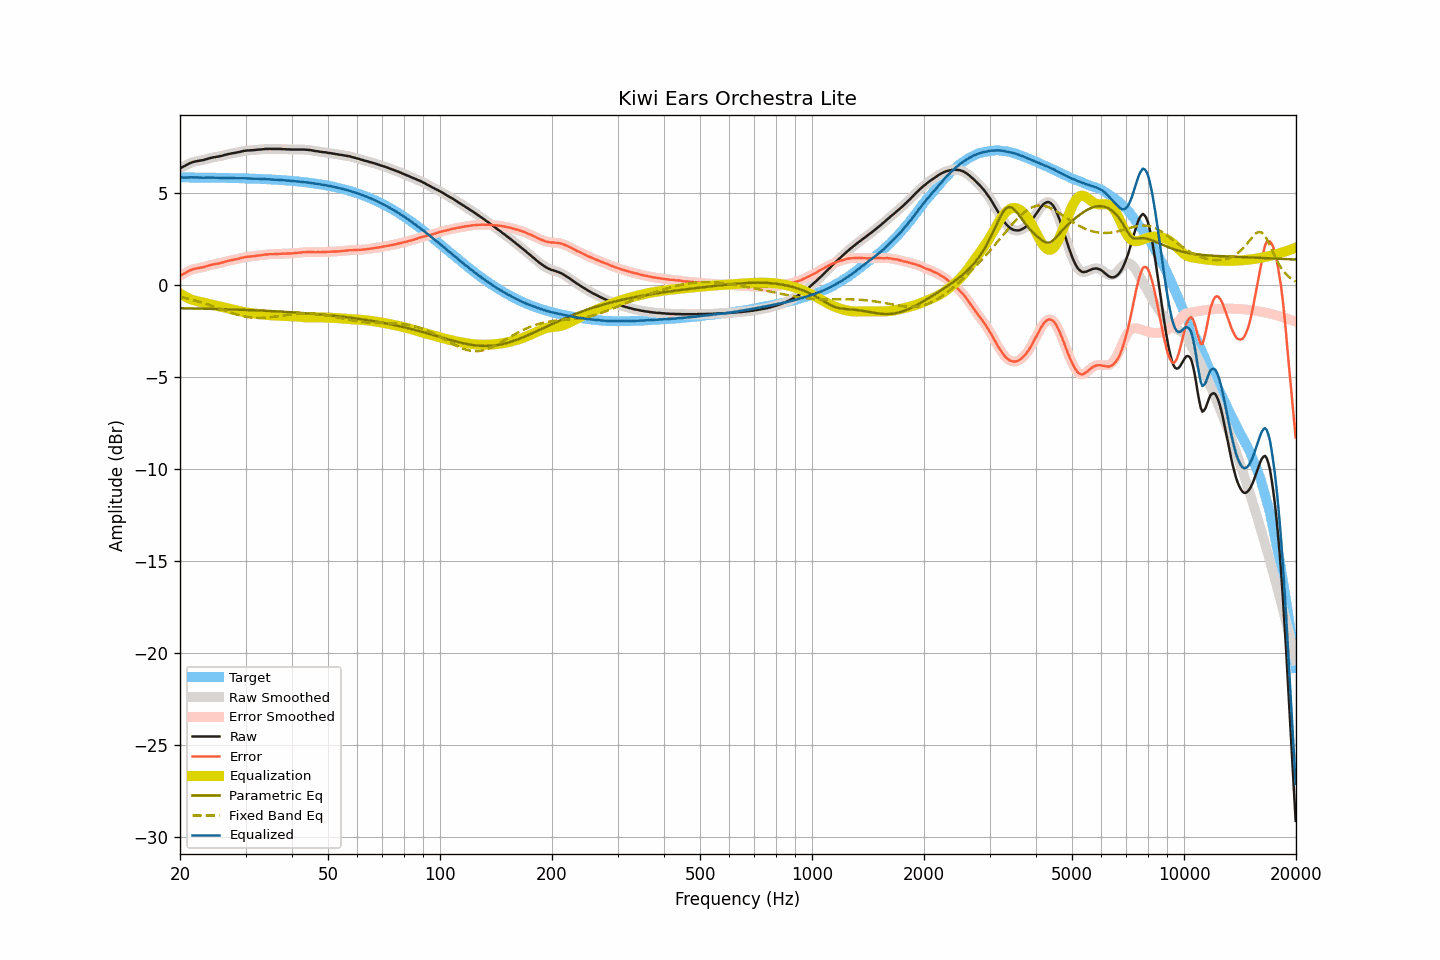 Kiwi Ears Orchestra Lite
Amplitude (dBr)
5
0
−5
−10
−15
−20
−25
−30
Target
Raw Smoothed
Error Smoothed
Raw
Error
Equalization
Parametric Eq
Fixed Band Eq
Equalized
20 50 100 200 500 1000 2000 5000 10000 20000
Frequency (Hz)